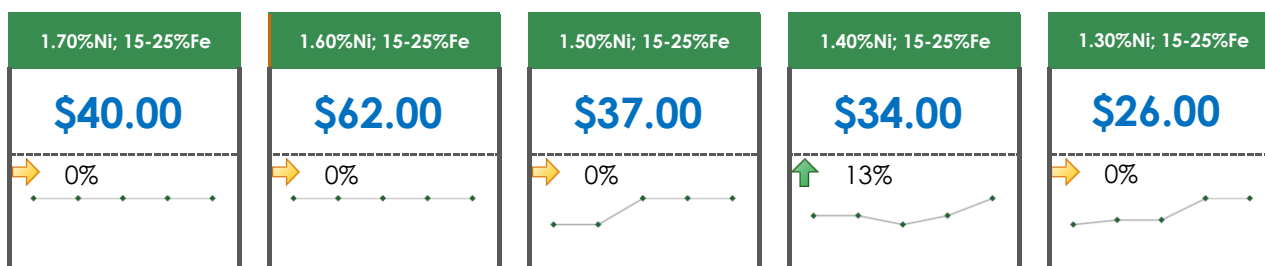 1.70%Ni; 15-25%Fe
$40.00
0%
1.60%Ni; 15-25%Fe
$62.00
0%
1.50%Ni; 15-25%Fe
$37.00
0%
1.40%Ni; 15-25%Fe
$34.00
13%
1.30%Ni; 15-25%Fe
$26.00
0%